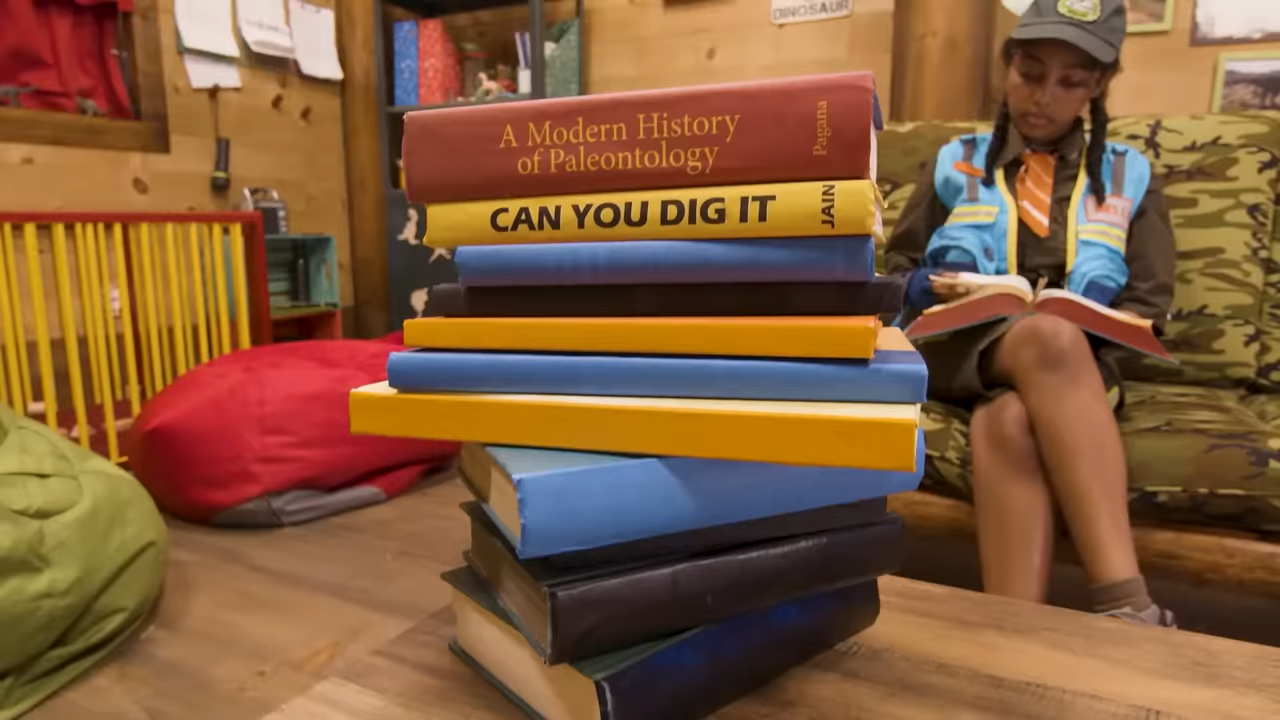 DINOSAUR
A Modern History
of Paleontology
Pagana
CAN YOU DIG IT
JAIN